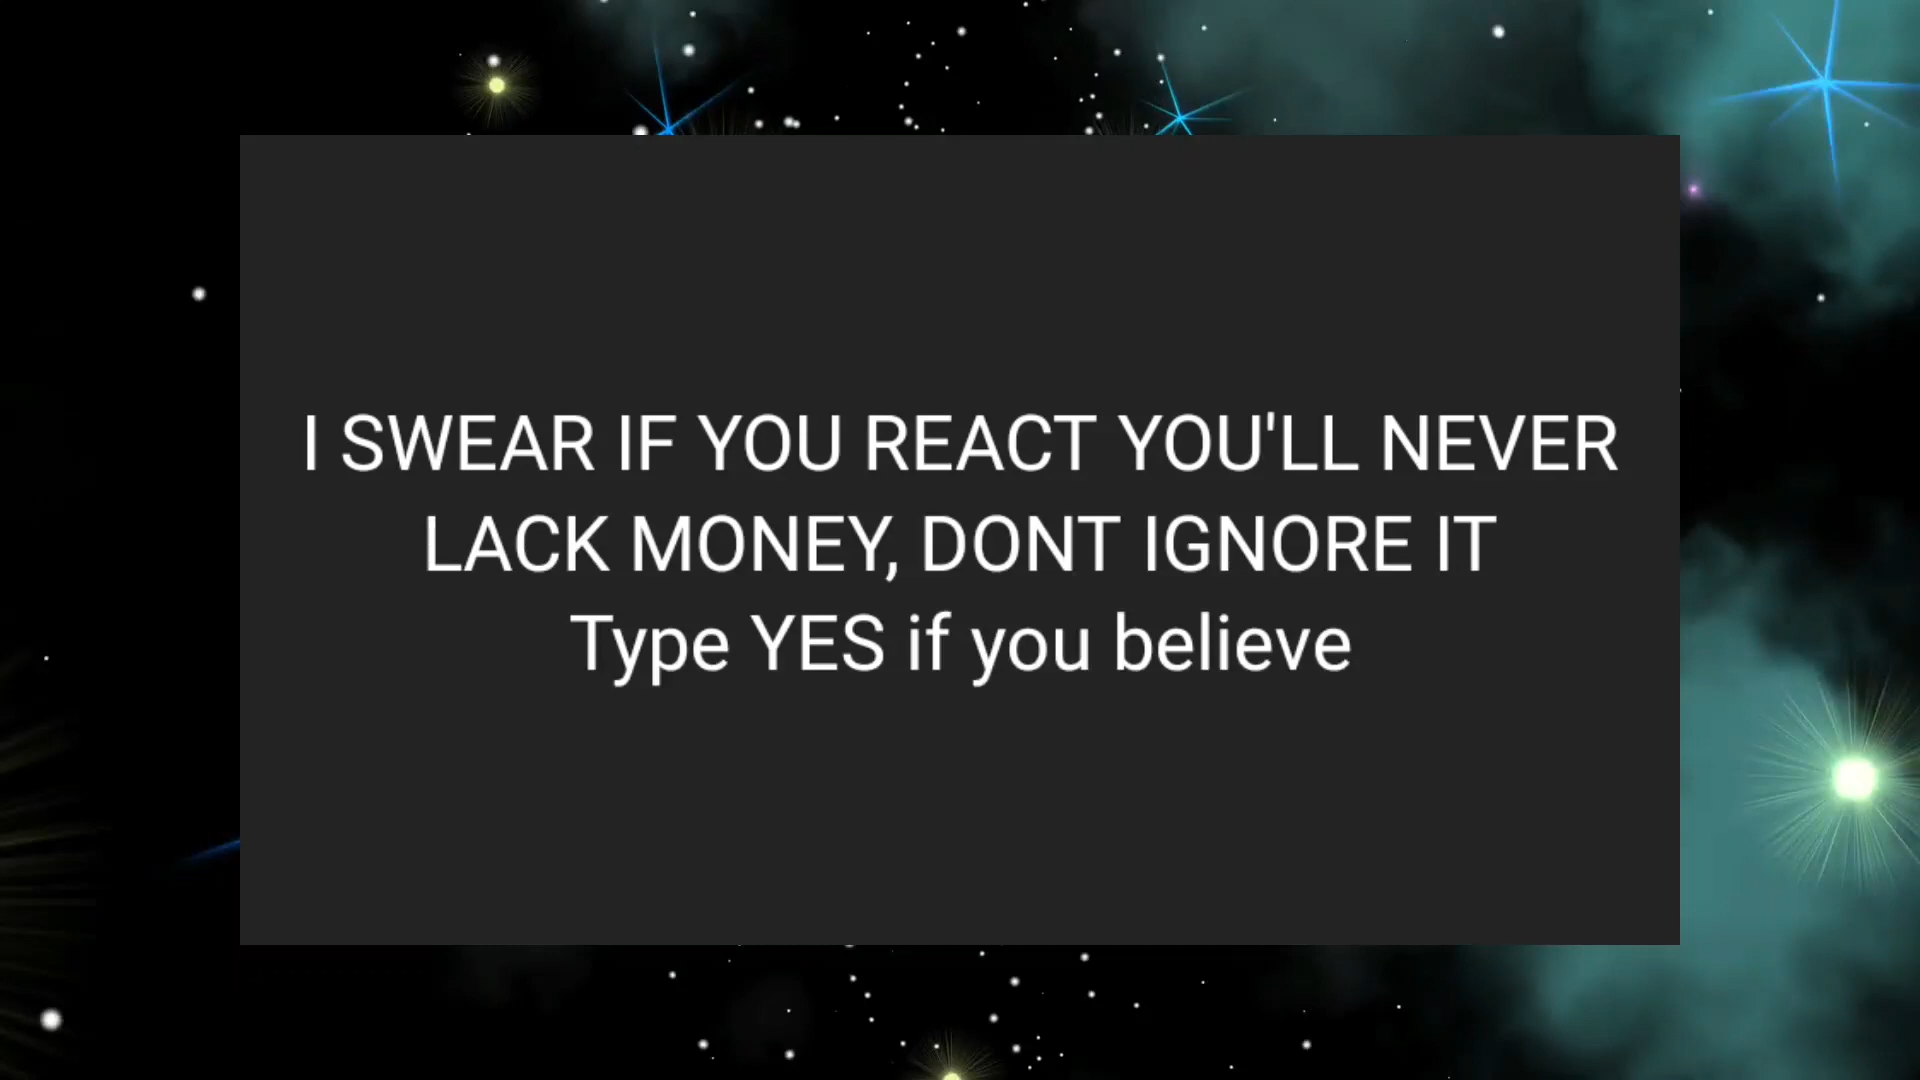 I SWEAR IF YOU REACT YOU'LL NEVER
LACK MONEY, DONT IGNORE IT
Type YES if you believe